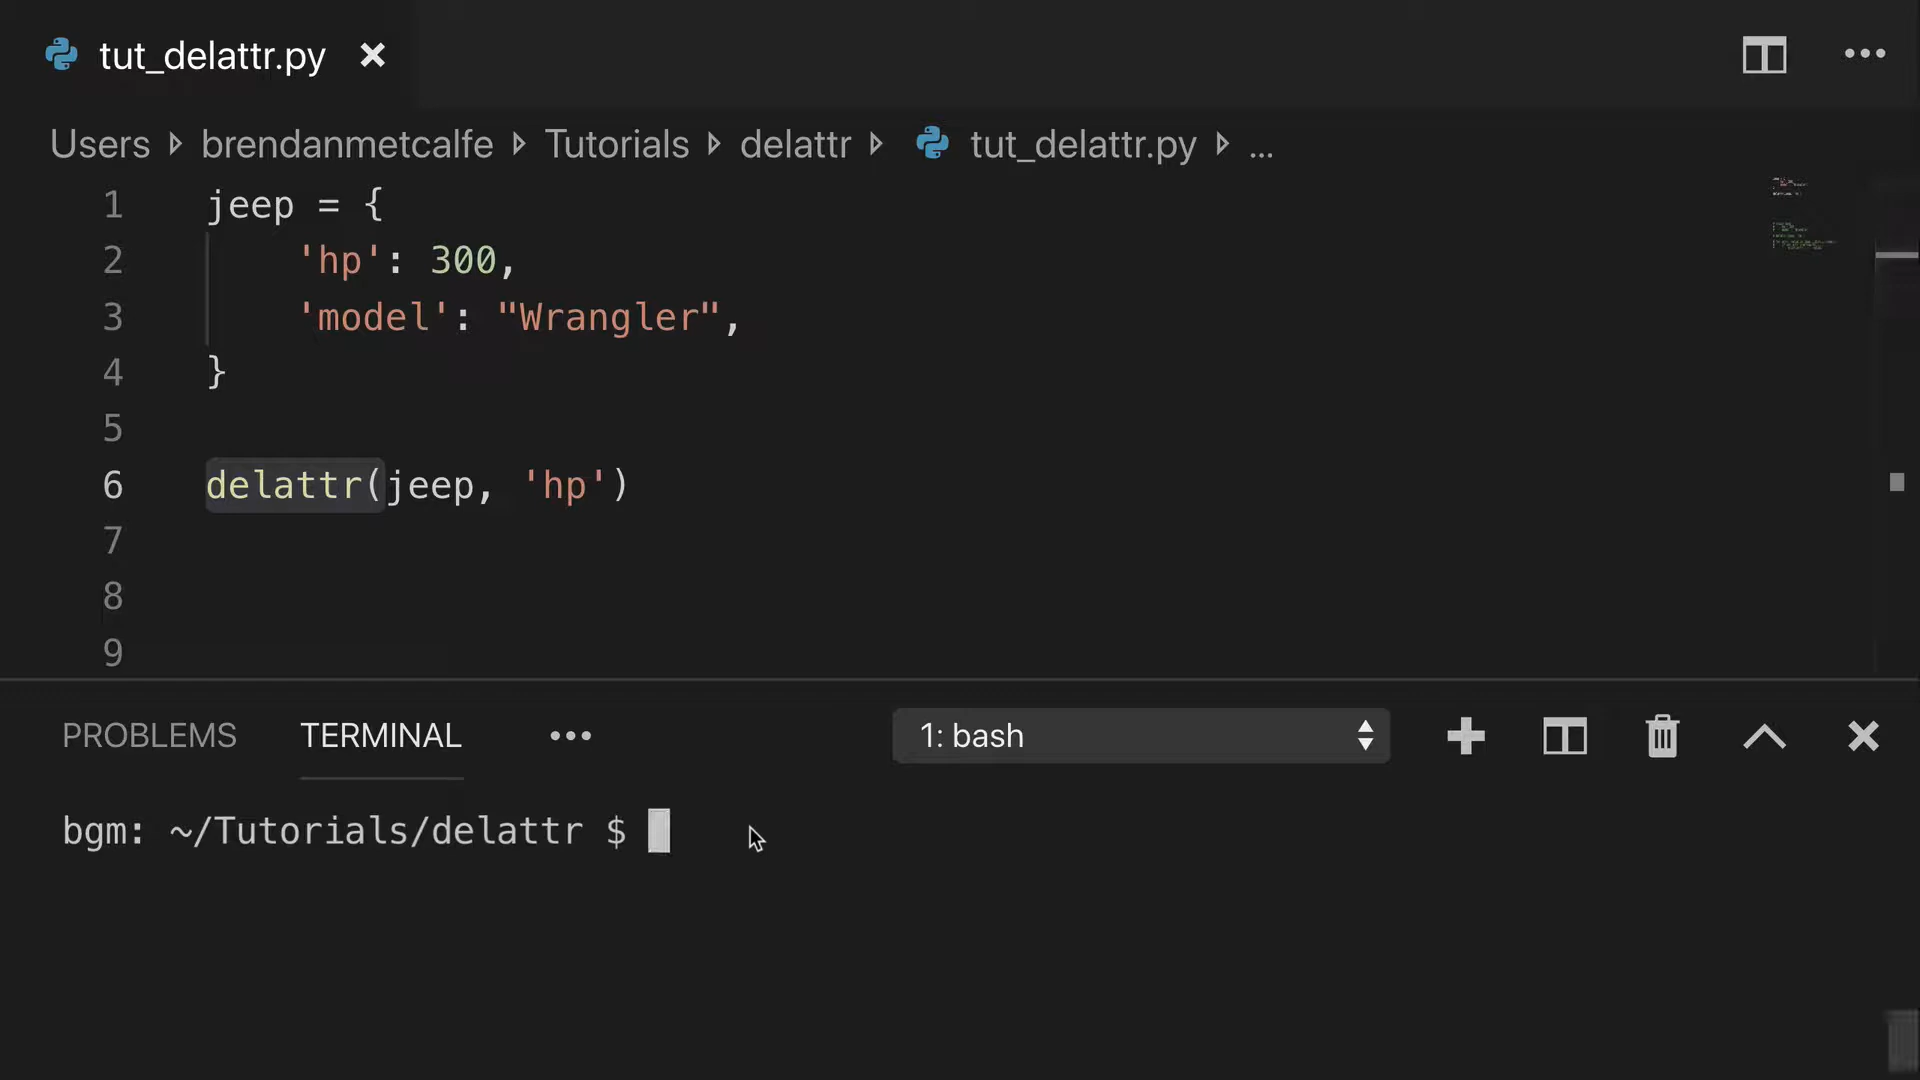 tut_delattr.py
Users brendanmetcalfe Tutorials delattr tut_delattr.py ...
1 jeep = {
2 'hp': 300,
3 'model': "Wrangler",
4 }
5
6 delattr(jeep, 'hp')
7
8
9
PROBLEMS TERMINAL ••• 1: bash
bgm: ~/Tutorials/delattr $